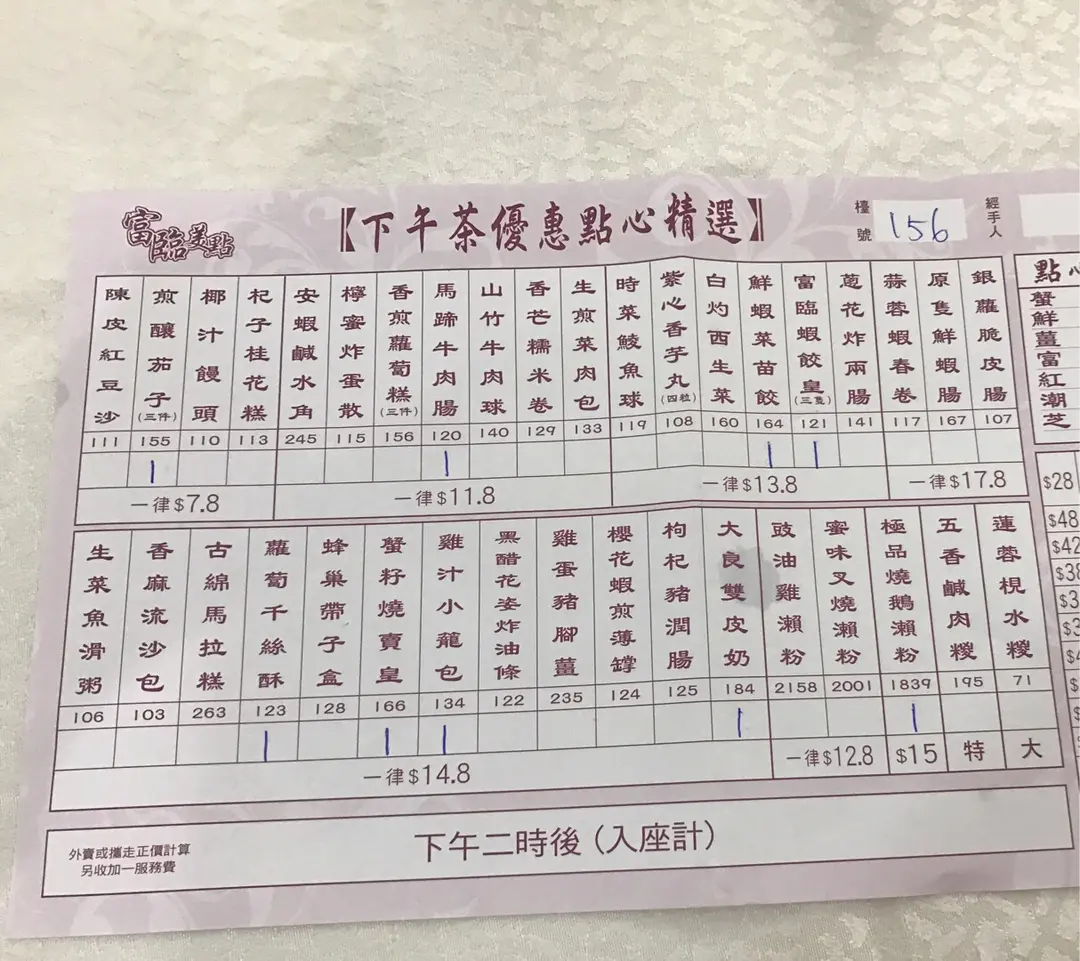 富臨美點
【下午茶優惠點心精選】
檯號 156
經手人
陳皮紅豆沙 111
煎釀茄子(三件) 155 |
椰汁饅頭 110
杞子桂花糕 113
一律$7.8
安蝦鹹水角 245
檸蜜炸蛋散 115
香煎蘿蔔糕(三件) 156
馬蹄牛肉腸 120 |
山竹牛肉球 140
香芒糯米卷 129
生煎菜肉包 133
一律$11.8
時菜鯪魚球 119
紫心香芋丸(四粒) 108
白灼西生菜 160
鮮蝦菜苗餃 164 |
富臨蝦餃皇(三隻) 121 |
蔥花炸兩腸 141
一律$13.8
蒜蓉蝦春卷 117
原隻鮮蝦腸 167
銀蘿脆皮腸 107
一律$17.8
生菜魚滑粥 106
香麻流沙包 103
古綿馬拉糕 263
蘿蔔千絲酥 123 |
蜂巢帶子盒 128
蟹籽燒賣皇 166 |
雞汁小籠包 134 |
黑醋花姿炸油條 122
雞蛋豬腳薑 235
櫻花蝦煎薄罉 124
枸杞豬潤腸 125
大良雙皮奶 184 |
一律$14.8
豉油雞瀨粉 2158
蜜味叉燒瀨粉 2001
一律$12.8
極品燒鵝瀨粉 1839 |
$15
五香鹹肉糉 195
特
蓮蓉梘水糉 71
大
外賣或攜走正價計算
另收加一服務費
下午二時後(入座計)
點心
蟹
鮮
薑
富
紅
潮
芝
$28
$48
$42